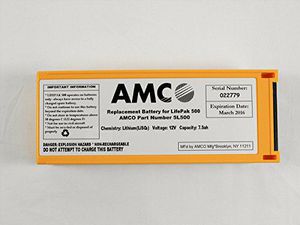 IMPORTANT INFORMATION
AMCO
Replacement Battery for LifePak 500
AMCO Part Number SL500
Chemistry: Lithium(LiSO₂) Voltage: 12V Capacity: 7.5ah
Serial Number:
022779
Expiration Date:
March 2016
DANGER: EXPLOSION HAZARD * NON-RECHARGEABLE
DO NOT ATTEMPT TO CHARGE THIS BATTERY
Mf'd by AMCO Mfg*Brooklyn, NY 11211